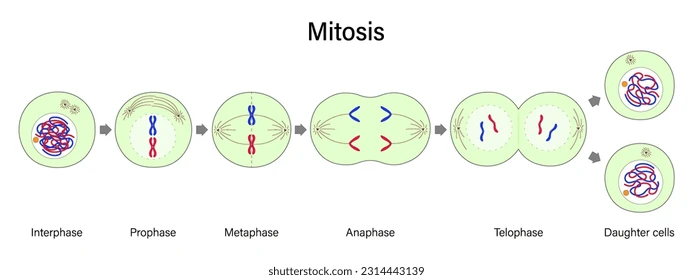 Mitosis
Interphase
Prophase
Metaphase
Anaphase
Telophase
Daughter cells
shutterstock.com · 2314443139